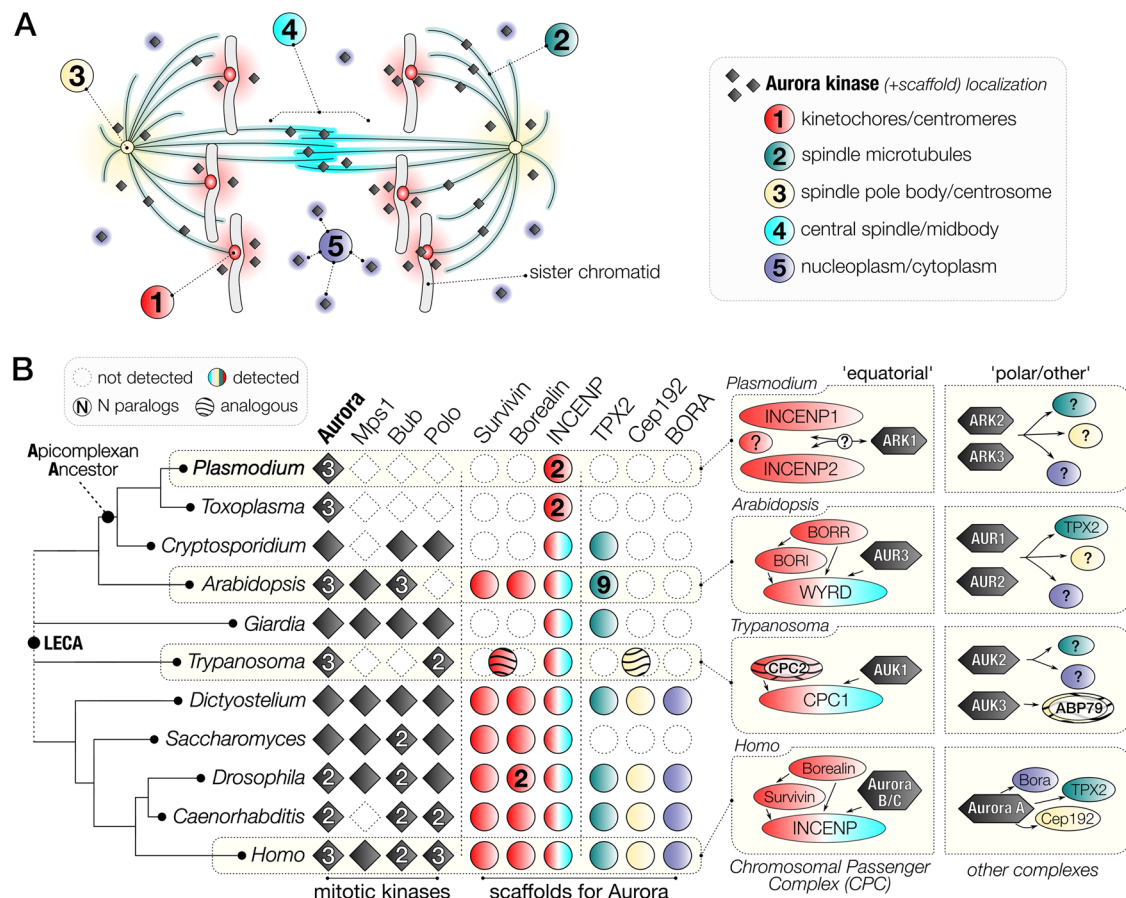 A
4
2
3
5
1
sister chromatid
Aurora kinase (+scaffold) localization
1 kinetochores/centromeres
2 spindle microtubules
3 spindle pole body/centrosome
4 central spindle/midbody
5 nucleoplasm/cytoplasm
B
not detected
detected
N N paralogs
analogous
Aurora
Mps1
Bub
Polo
Survivin
Borealin
INCENP
TPX2
Cep192
BORA
Apicomplexan
Ancestor
LECA
Plasmodium 3 2
Toxoplasma 3 2
Cryptosporidium
Arabidopsis 3 3 9
Giardia
Trypanosoma 3 2
Dictyostelium
Saccharomyces 2
Drosophila 2 2 2
Caenorhabditis 2 2 2
Homo 3 2 3
mitotic kinases
scaffolds for Aurora
'equatorial'
'polar/other'
Plasmodium
INCENP1
? ? ARK1
INCENP2
ARK2
ARK3
?
?
?
Arabidopsis
BORR
BORI
AUR3
WYRD
AUR1
AUR2
TPX2
?
?
Trypanosoma
CPC2
AUK1
CPC1
AUK2
AUK3
?
?
ABP79
Homo
Borealin
Survivin
Aurora
B/C
INCENP
Bora
Aurora A
TPX2
Cep192
Chromosomal Passenger
Complex (CPC)
other complexes